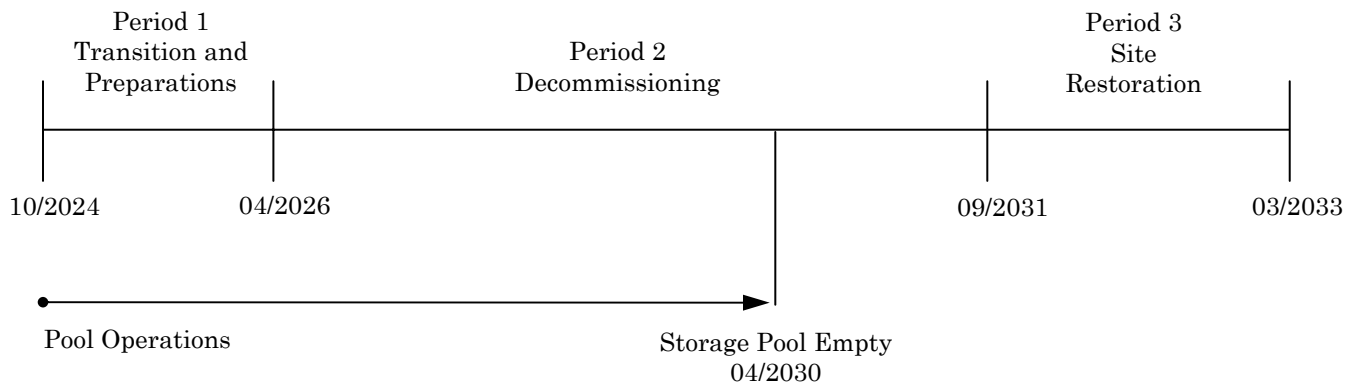 Period 1
Transition and
Preparations
Period 2
Decommissioning
Period 3
Site
Restoration
10/2024
04/2026
09/2031
03/2033
Pool Operations
Storage Pool Empty
04/2030